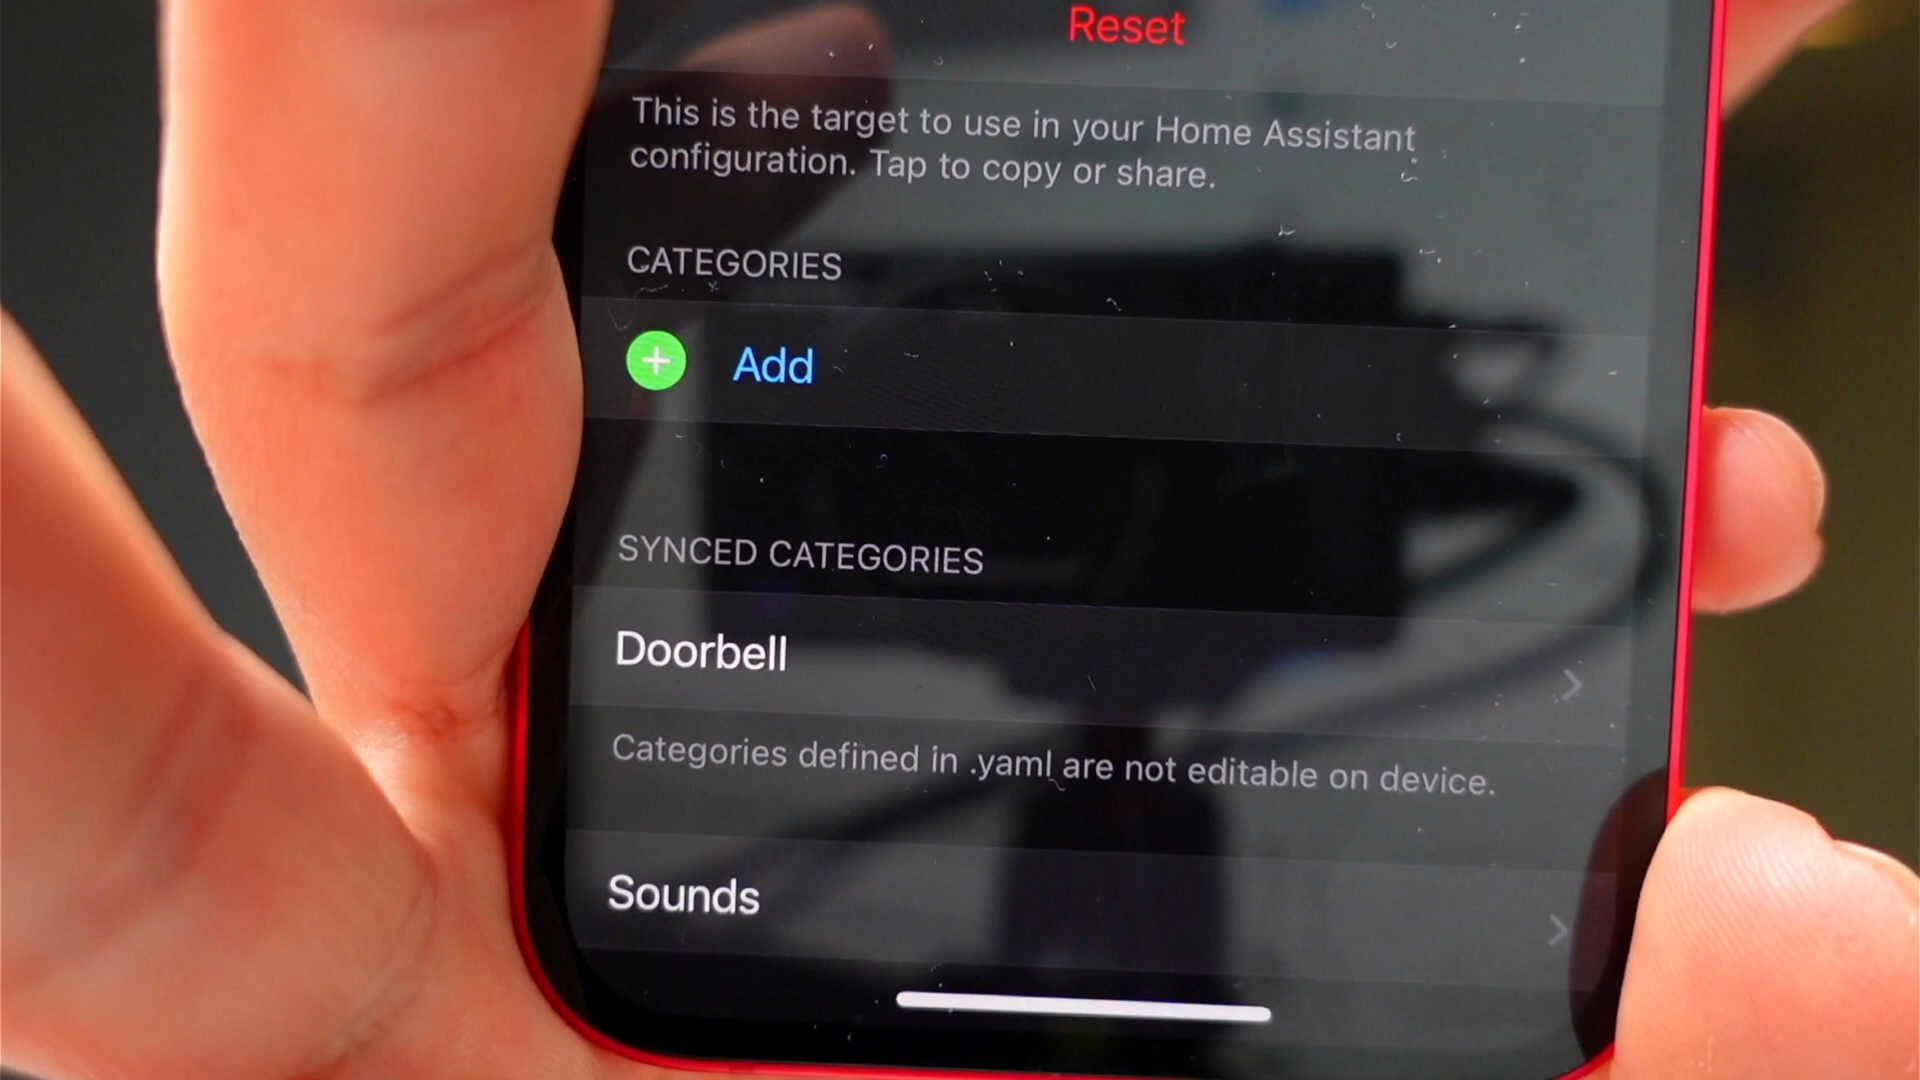 Reset
This is the target to use in your Home Assistant
configuration. Tap to copy or share.
CATEGORIES
Add
SYNCED CATEGORIES
Doorbell
Categories defined in .yaml are not editable on device.
Sounds